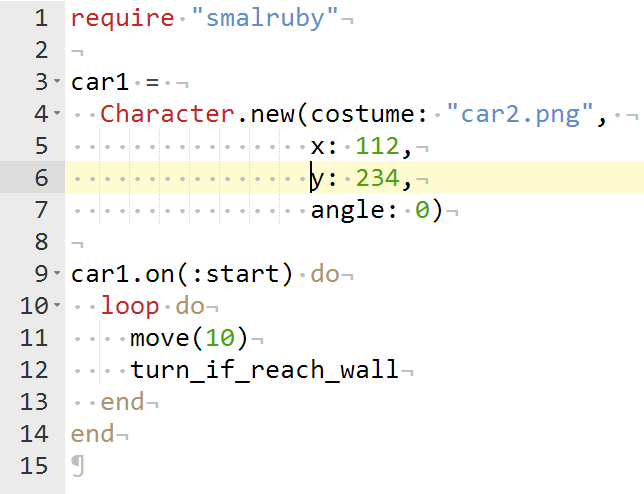 1 require "smalruby"¬
2 ¬
3 car1 = ¬
4   Character.new(costume: "car2.png", ¬
5                 x: 112,¬
6                 y: 234,¬
7                 angle: 0)¬
8 ¬
9 car1.on(:start) do¬
10   loop do¬
11     move(10)¬
12     turn_if_reach_wall¬
13   end¬
14 end¬
15 ¶